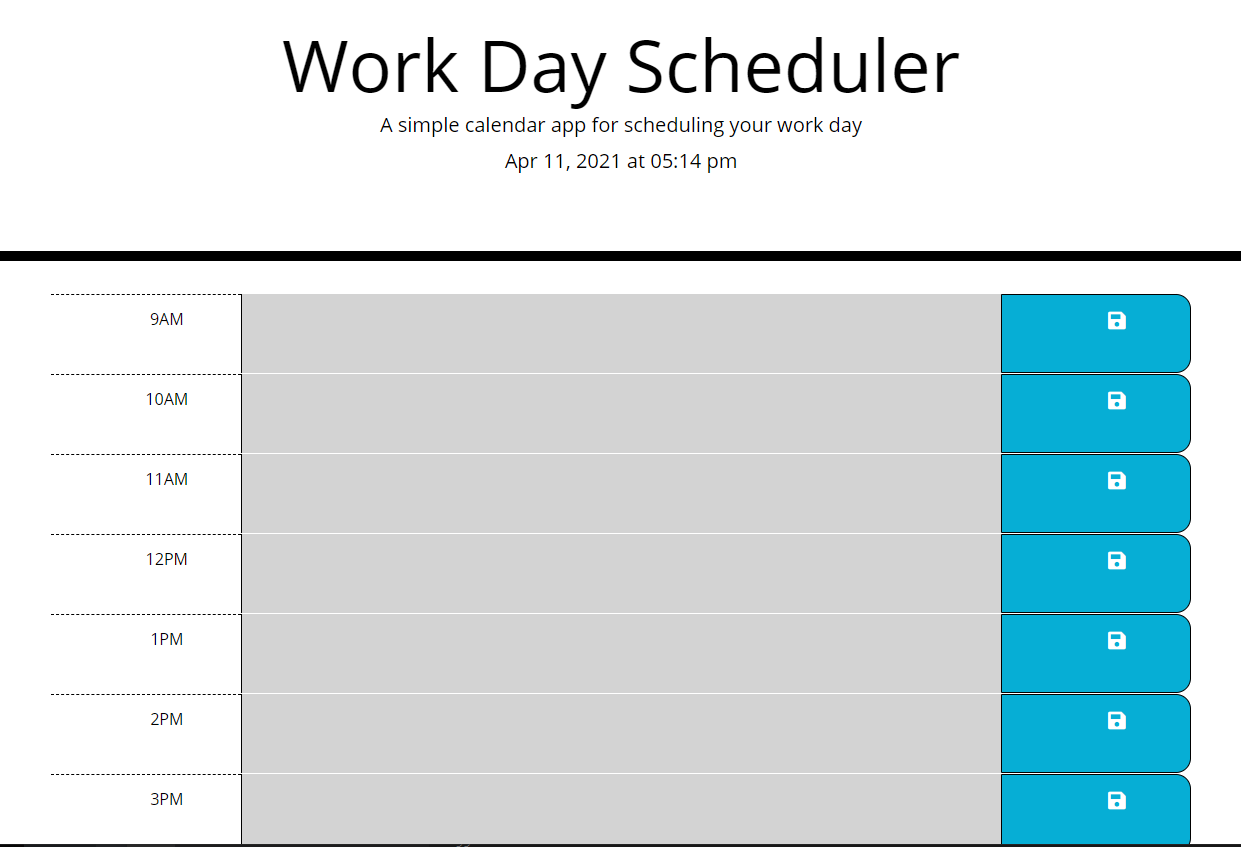 Work Day Scheduler
A simple calendar app for scheduling your work day
Apr 11, 2021 at 05:14 pm
9AM
10AM
11AM
12PM
1PM
2PM
3PM